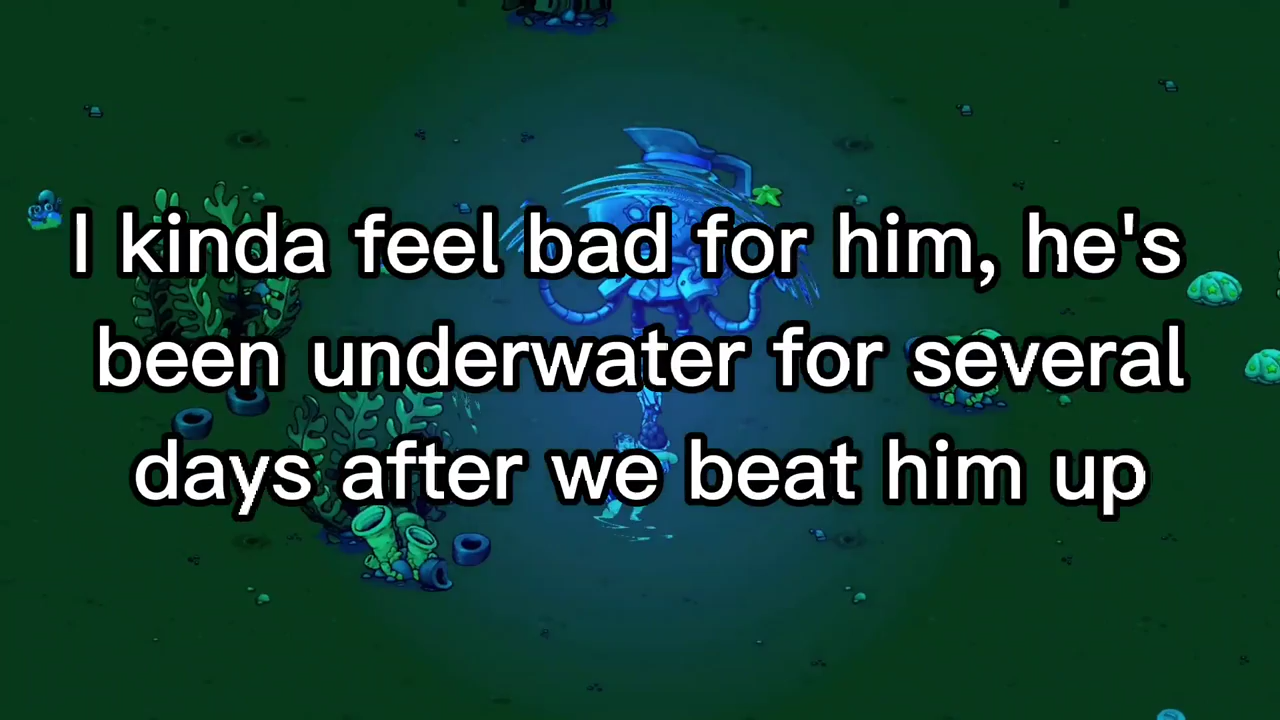 I kinda feel bad for him, he's
been underwater for several
days after we beat him up